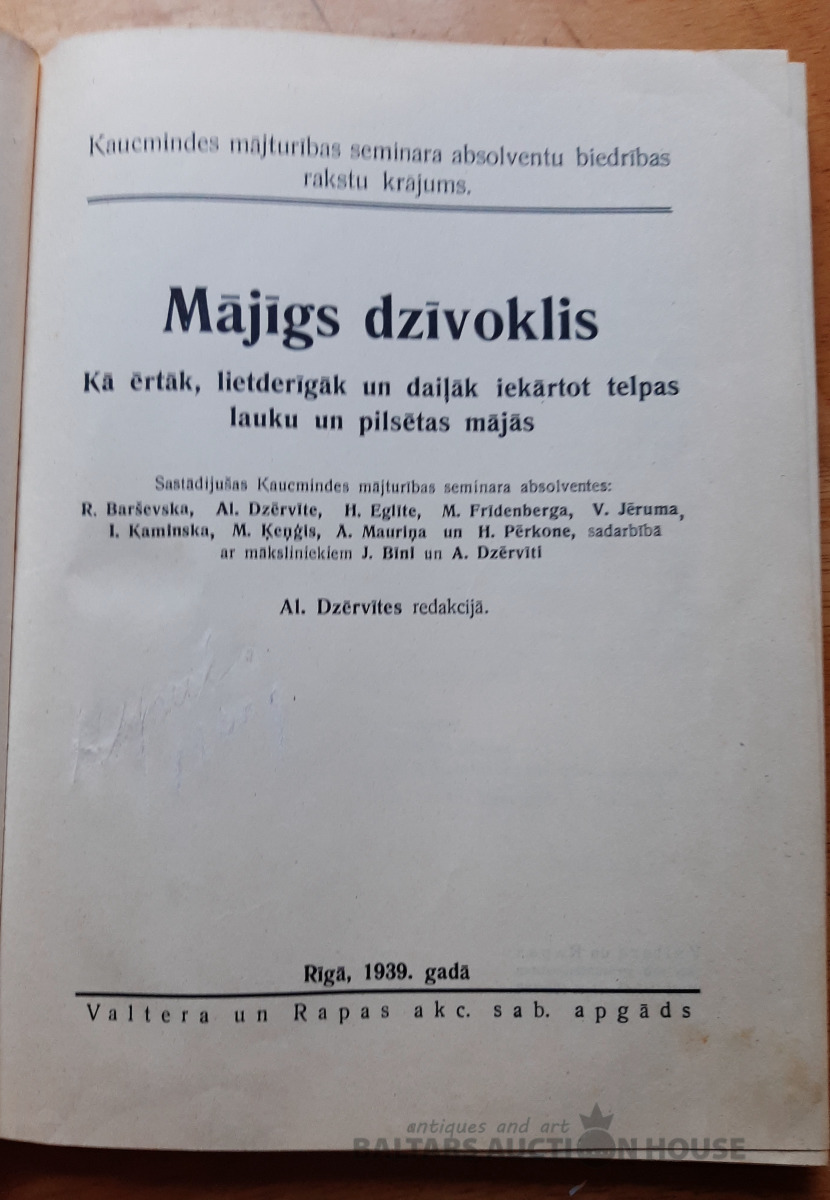 Kaucmindes mājturības seminara absolventu biedrības
rakstu krājums.
Mājīgs dzīvoklis
Kā ērtāk, lietderīgāk un daiļāk iekārtot telpas
lauku un pilsētas mājās
Sastādījušas Kaucmindes mājturības seminara absolventes:
R. Barševska, Al. Dzērvīte, H. Eglīte, M. Frīdenberga, V. Jēruma,
I. Kaminska, M. Ķeņģis, A. Mauriņa un H. Pērkone, sadarbībā
ar māksliniekiem J. Bīni un A. Dzērvīti
Al. Dzērvītes redakcijā.
Rīgā, 1939. gadā
Valtera un Rapas akc. sab. apgāds
antiques and art
BALTARS AUCTION HOUSE